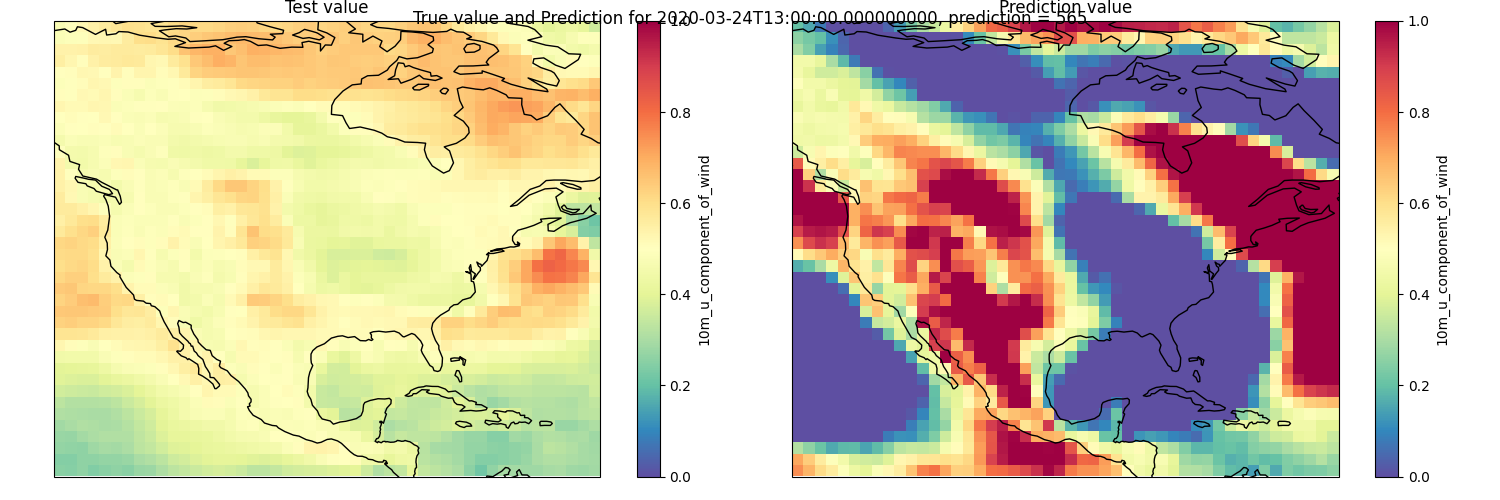 Test value
Prediction value
True value and Prediction for 2020-03-24T13:00:00.000000000, prediction = 565
1.0
0.8
0.6
0.4
0.2
0.0
10m_u_component_of_wind
1.0
0.8
0.6
0.4
0.2
0.0
10m_u_component_of_wind